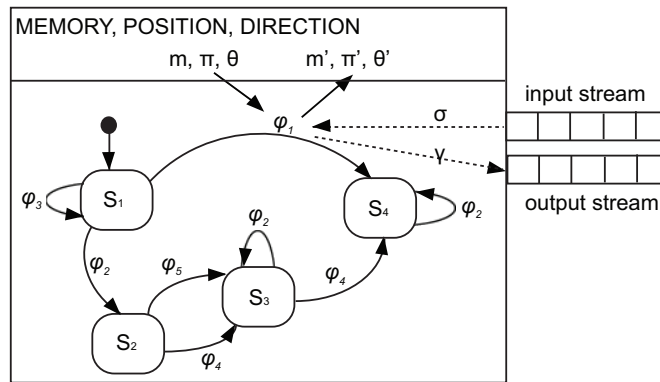 MEMORY, POSITION, DIRECTION
m, π, θ m’, π’, θ’
input stream
σ
φ1
γ
output stream
φ3
S1
S4
φ2
φ2
φ2
φ5
S3
φ4
S2
φ4